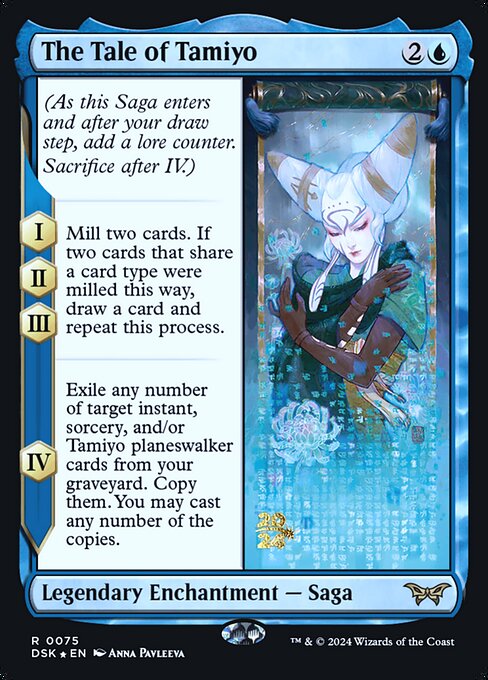 The Tale of Tamiyo 2
(As this Saga enters
and after your draw
step, add a lore counter.
Sacrifice after IV.)
I
II
III
Mill two cards. If
two cards that share
a card type were
milled this way,
draw a card and
repeat this process.
IV
Exile any number
of target instant,
sorcery, and/or
Tamiyo planeswalker
cards from your
graveyard. Copy
them. You may cast
any number of the
copies.
Legendary Enchantment — Saga
R 0075
DSK ★ EN Anna Pavleeva
™ & © 2024 Wizards of the Coast